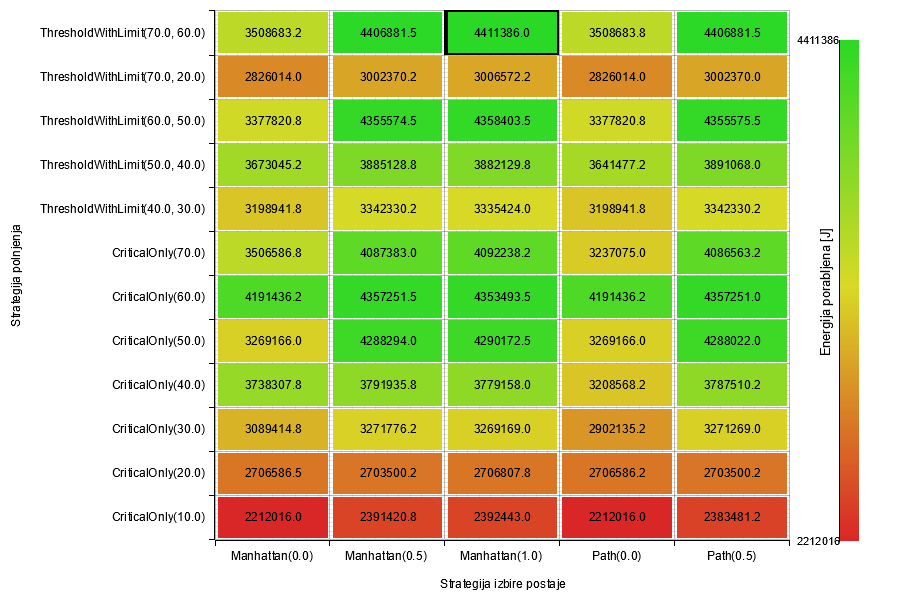 ThresholdWithLimit(70.0, 60.0) 3508683.2 4406881.5 4411386.0 3508683.8 4406881.5
ThresholdWithLimit(70.0, 20.0) 2826014.0 3002370.2 3006572.2 2826014.0 3002370.0
ThresholdWithLimit(60.0, 50.0) 3377820.8 4355574.5 4358403.5 3377820.8 4355575.5
ThresholdWithLimit(50.0, 40.0) 3673045.2 3885128.8 3882129.8 3641477.2 3891068.0
ThresholdWithLimit(40.0, 30.0) 3198941.8 3342330.2 3335424.0 3198941.8 3342330.2
CriticalOnly(70.0) 3506586.8 4087383.0 4092238.2 3237075.0 4086563.2
CriticalOnly(60.0) 4191436.2 4357251.5 4353493.5 4191436.2 4357251.0
CriticalOnly(50.0) 3269166.0 4288294.0 4290172.5 3269166.0 4288022.0
CriticalOnly(40.0) 3738307.8 3791935.8 3779158.0 3208568.2 3787510.2
CriticalOnly(30.0) 3089414.8 3271776.2 3269169.0 2902135.2 3271269.0
CriticalOnly(20.0) 2706586.5 2703500.2 2706807.8 2706586.2 2703500.2
CriticalOnly(10.0) 2212016.0 2391420.8 2392443.0 2212016.0 2383481.2
Manhattan(0.0) Manhattan(0.5) Manhattan(1.0) Path(0.0) Path(0.5)
Strategija izbire postaje
Strategija polnjenja
4411386
Energija porabljena [J]
2212016